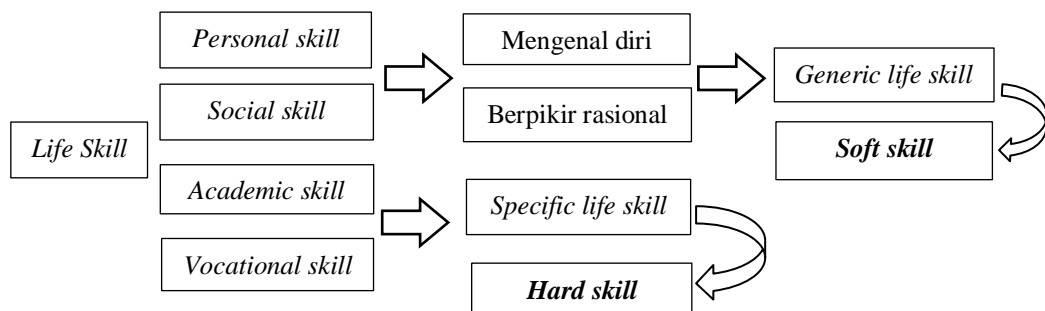 Life Skill
Personal skill
Social skill
Academic skill
Vocational skill
Mengenal diri
Berpikir rasional
Generic life skill
Soft skill
Specific life skill
Hard skill